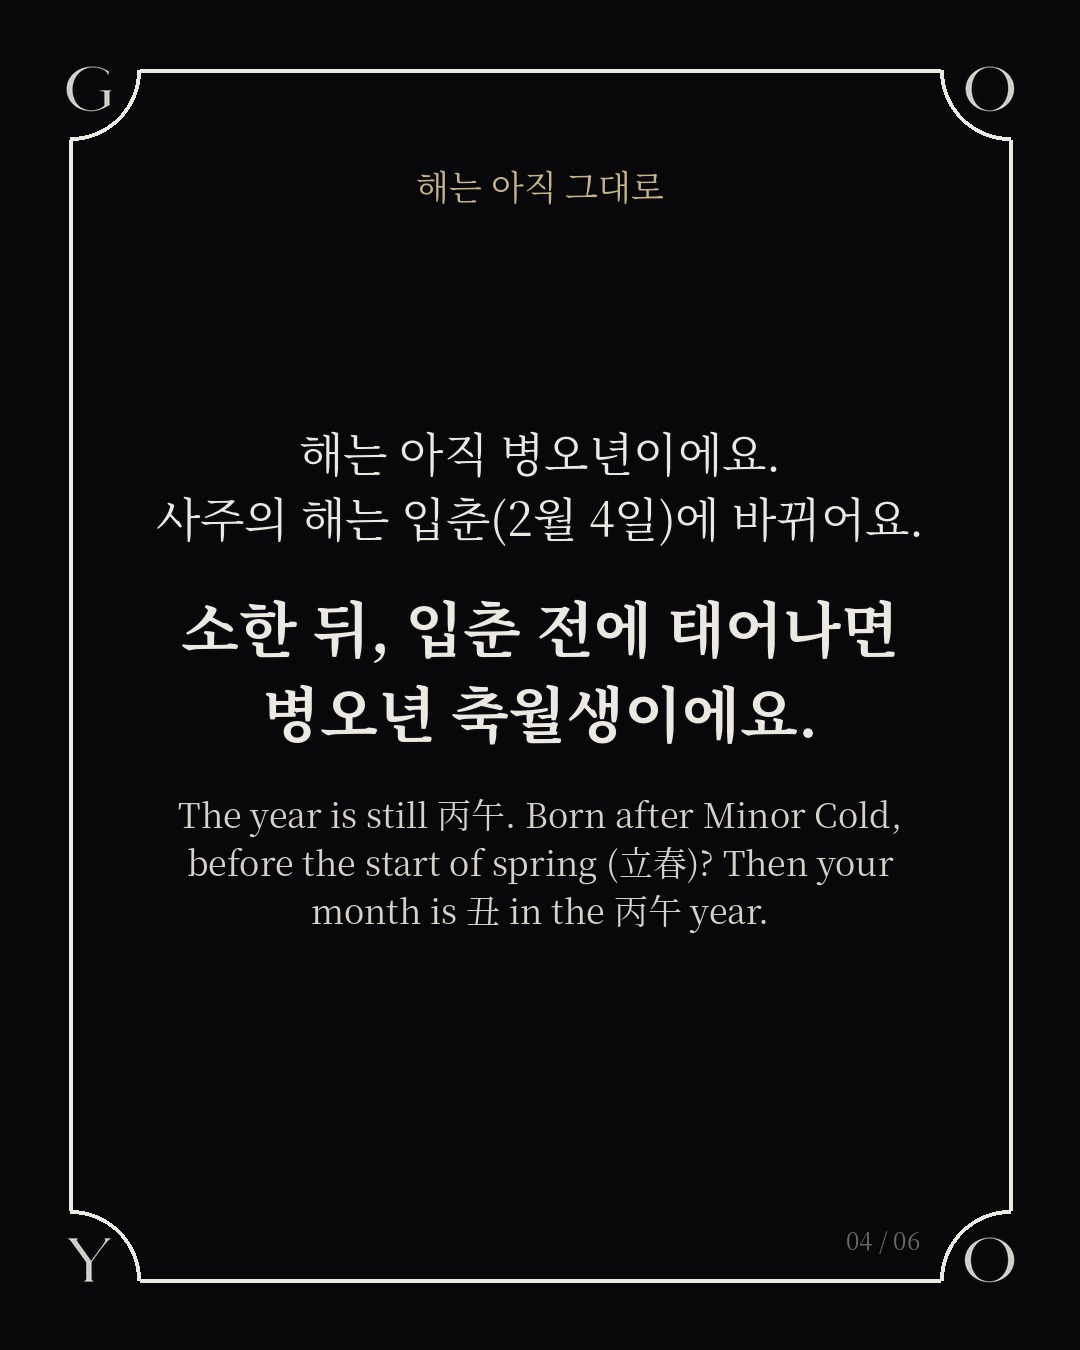 G O
해는 아직 그대로
해는 아직 병오년이에요.
사주의 해는 입춘(2월 4일)에 바뀌어요.
소한 뒤, 입춘 전에 태어나면
병오년 축월생이에요.
The year is still 丙午. Born after Minor Cold,
before the start of spring (立春)? Then your
month is 丑 in the 丙午 year.
04 / 06
Y O